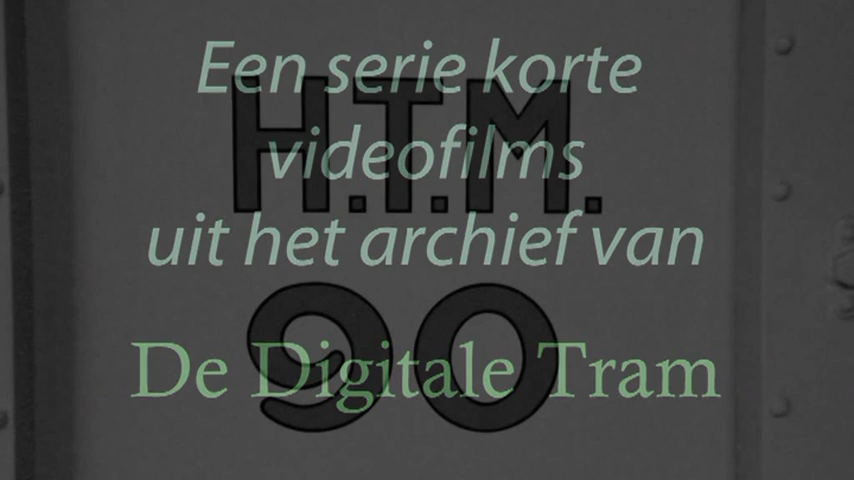 Een serie korte
H.T.M.
videofilms
uit het archief van
90
De Digitale Tram